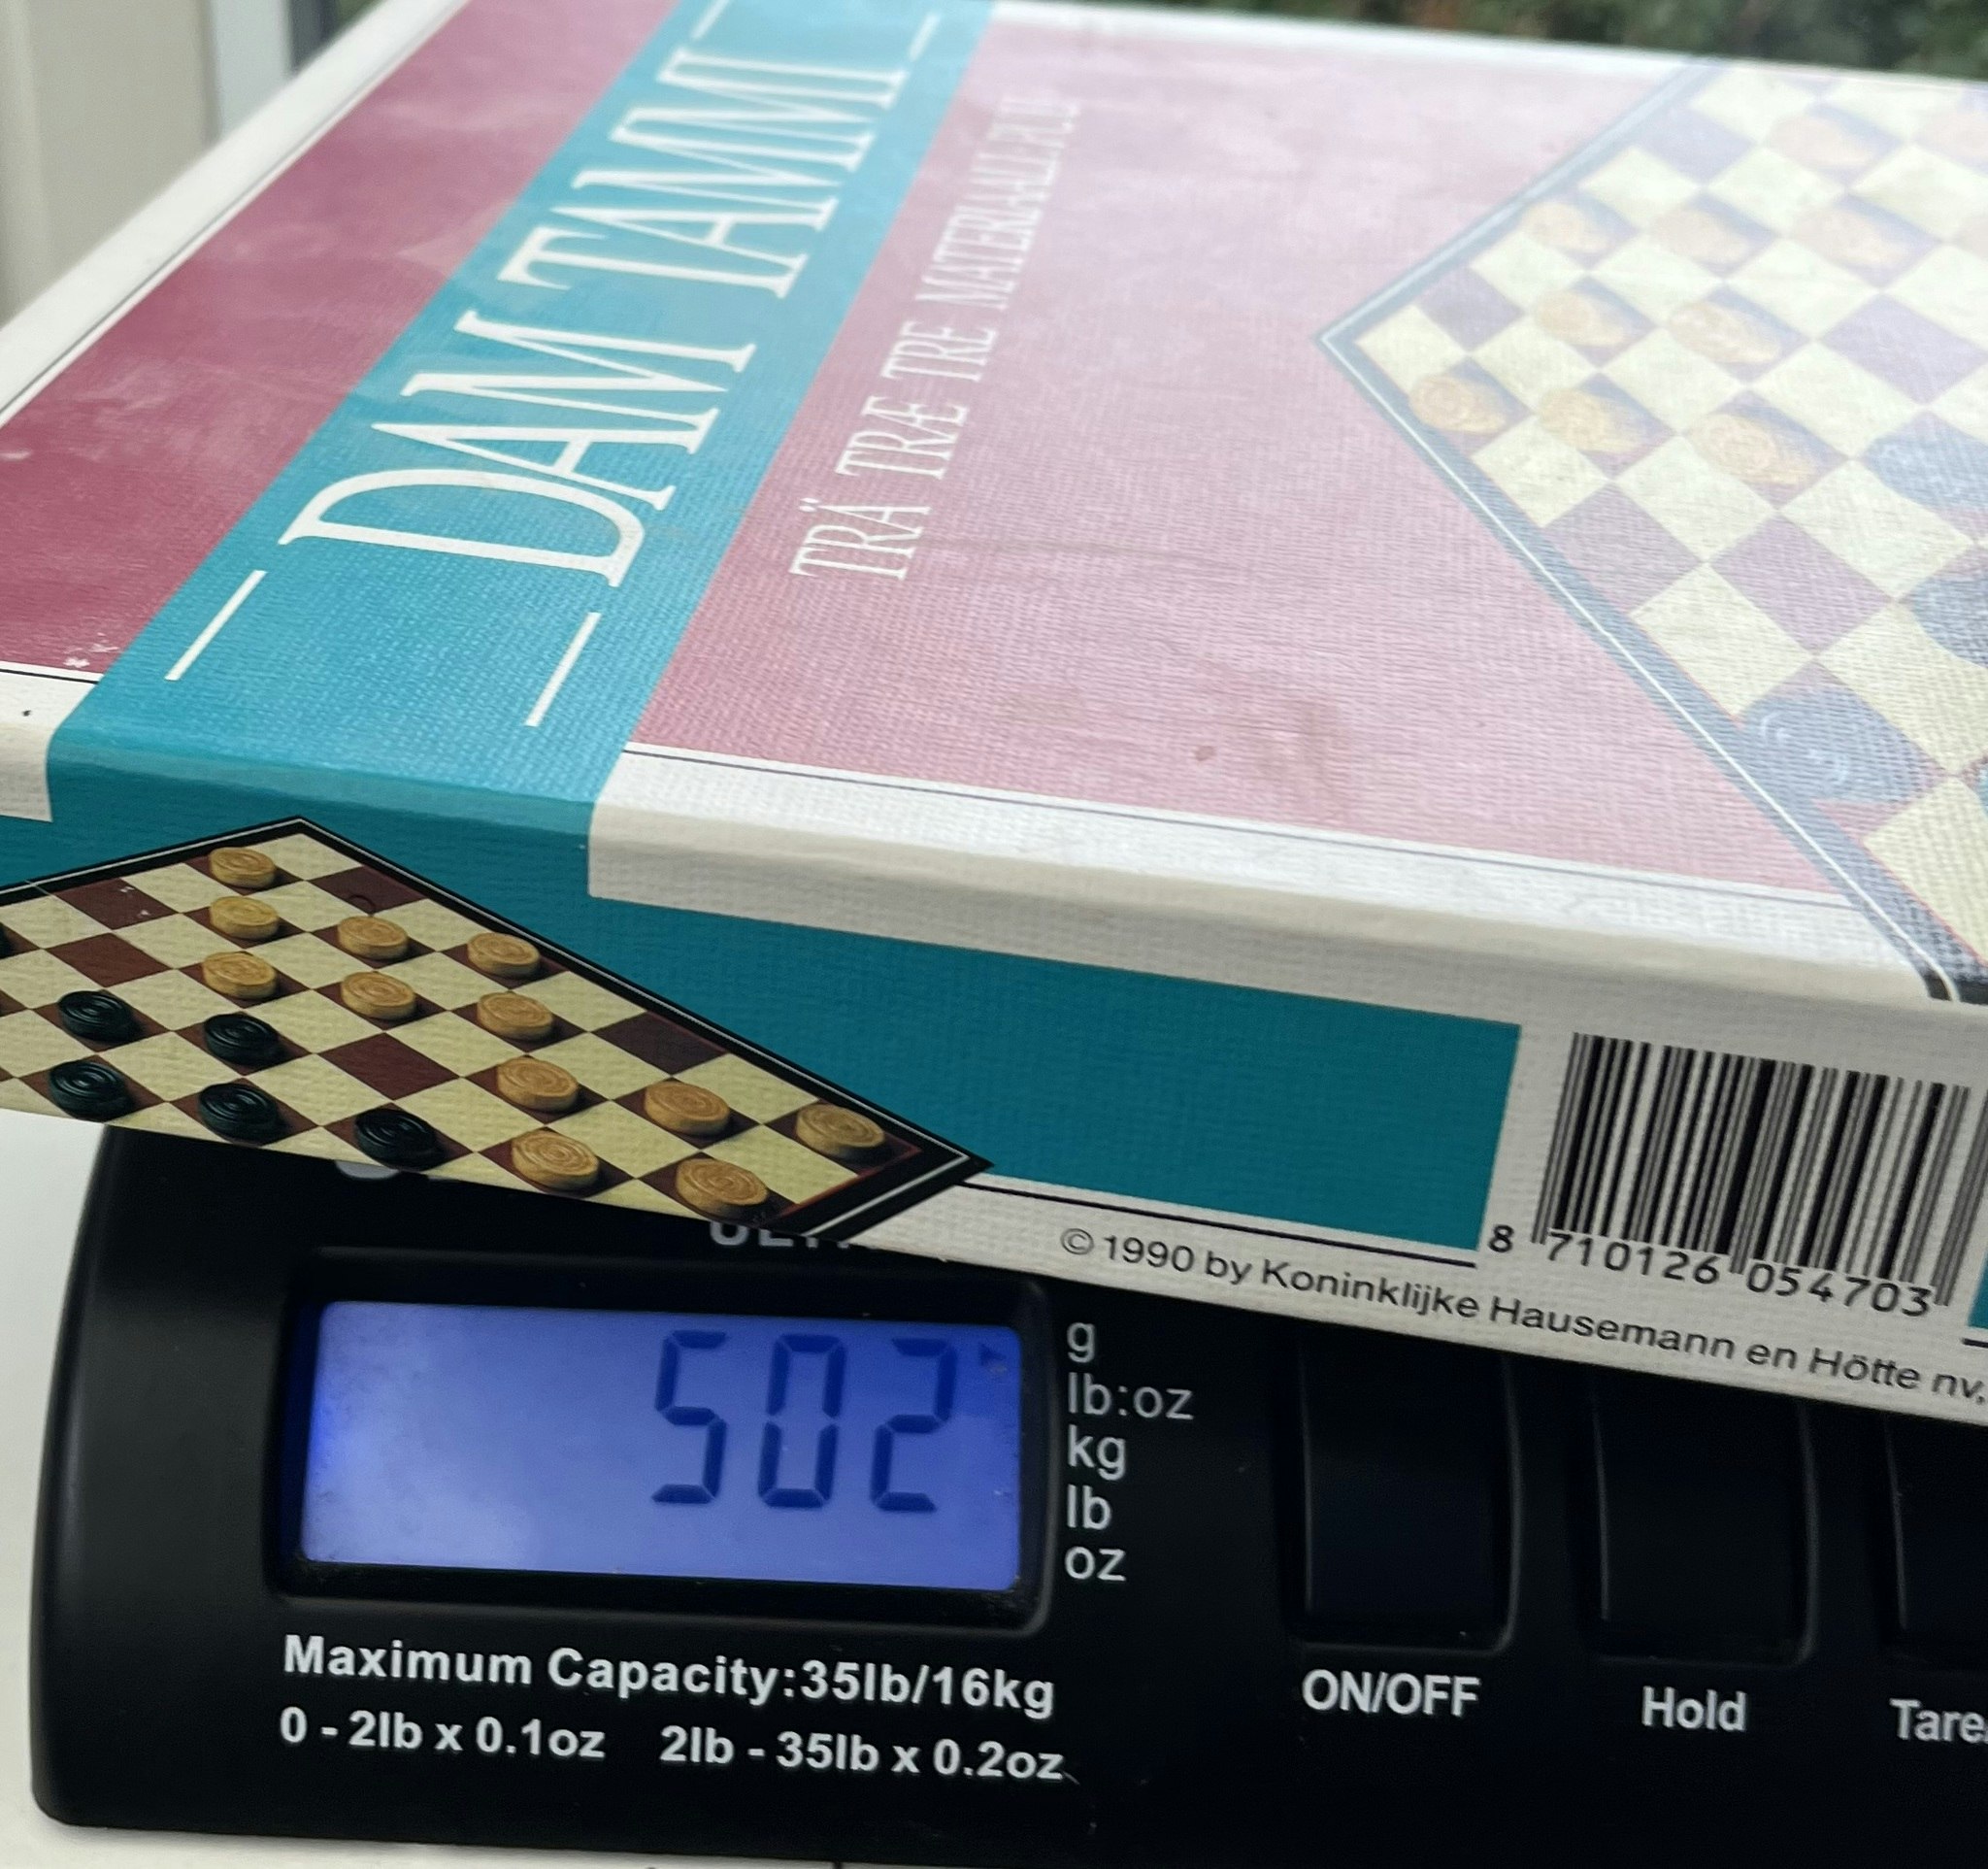 DAM TAMMI
TRÄ TRÆ TRE MATERIAALI: PUU
8 710126 054703
© 1990 by Koninklijke Hausemann en Hötte nv,
502
g
lb:oz
kg
lb
oz
Maximum Capacity:35lb/16kg
0 - 2lb x 0.1oz 2lb - 35lb x 0.2oz
ON/OFF
Hold
Tare